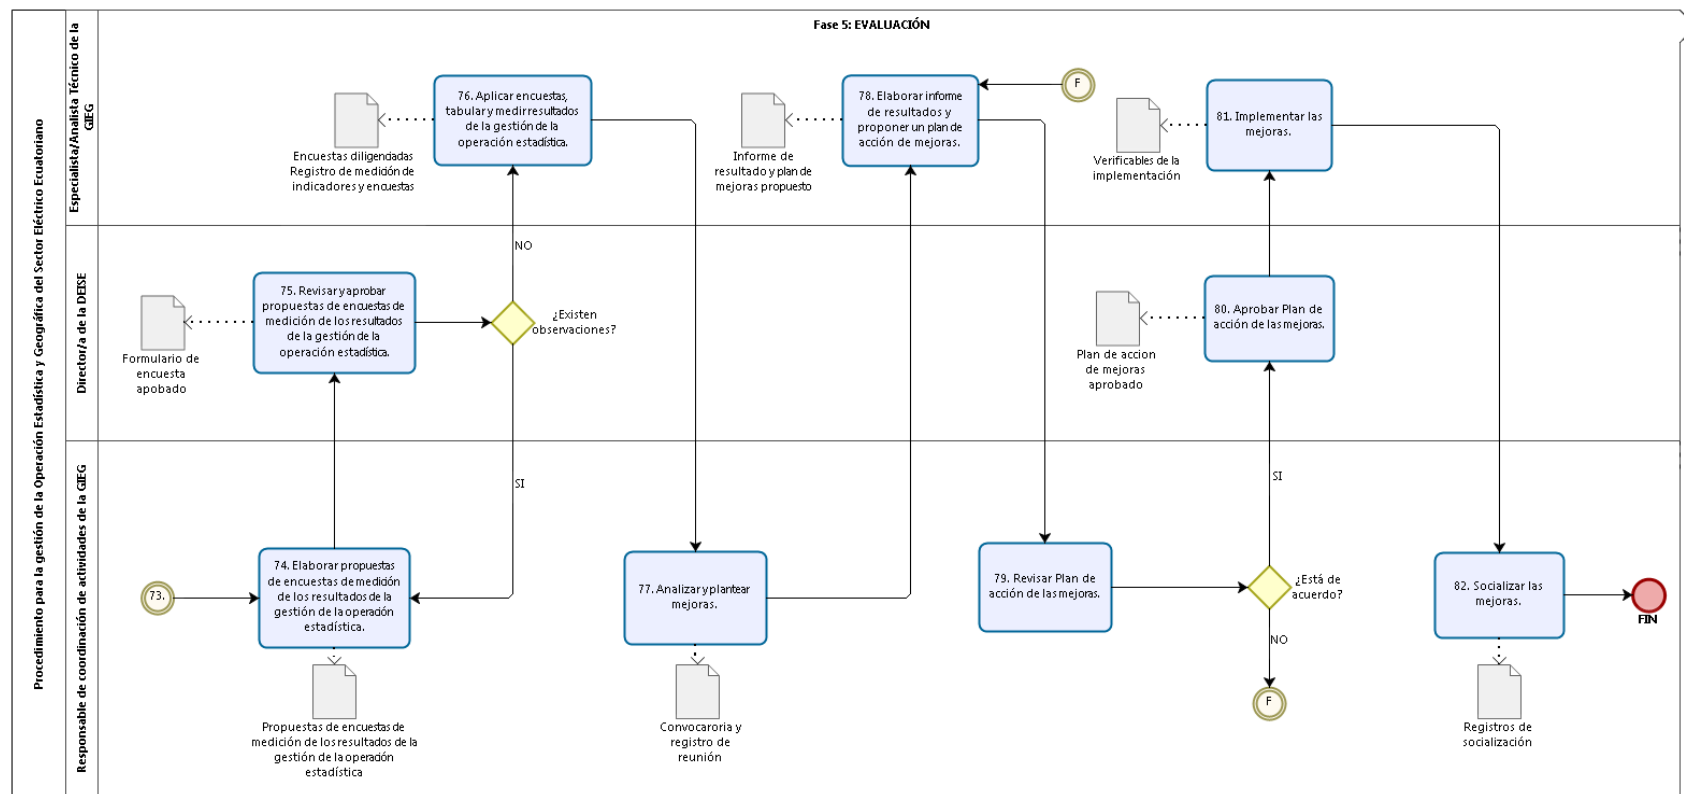 Fase 5: EVALUACIÓN
Procedimiento para la gestión de la Operación Estadística y Geográfica del Sector Eléctrico Ecuatoriano
Especialista/Analista Técnico de la
GIEG
76. Aplicar encuestas,
tabular y medir resultados
de la gestión de la
operación estadística.
Encuestas diligenciadas
Registro de medición de
indicadores y encuestas
78. Elaborar informe
de resultados y
proponer un plan de
acción de mejoras.
F
Informe de
resultado y plan de
mejoras propuesto
81. Implementar las
mejoras.
Verificables de la
implementación
Director/a de la DEISE
NO
75. Revisar y aprobar
propuestas de encuestas de
medición de los resultados
de la gestión de la
operación estadística.
Formulario de
encuesta
apobado
¿Existen
observaciones?
80. Aprobar Plan de
acción de las mejoras.
Plan de accion
de mejoras
aprobado
Responsable de coordinación de actividades de la GIEG
SI
SI
73.
74. Elaborar propuestas
de encuestas de medición
de los resultados de la
gestión de la operación
estadística.
Propuestas de encuestas de
medición de los resultados de la
gestión de la operación
estadística
77. Analizar y plantear
mejoras.
Convocaroria y
registro de
reunión
79. Revisar Plan de
acción de las mejoras.
¿Está de
acuerdo?
NO
F
82. Socializar las
mejoras.
Registros de
socialización
FIN